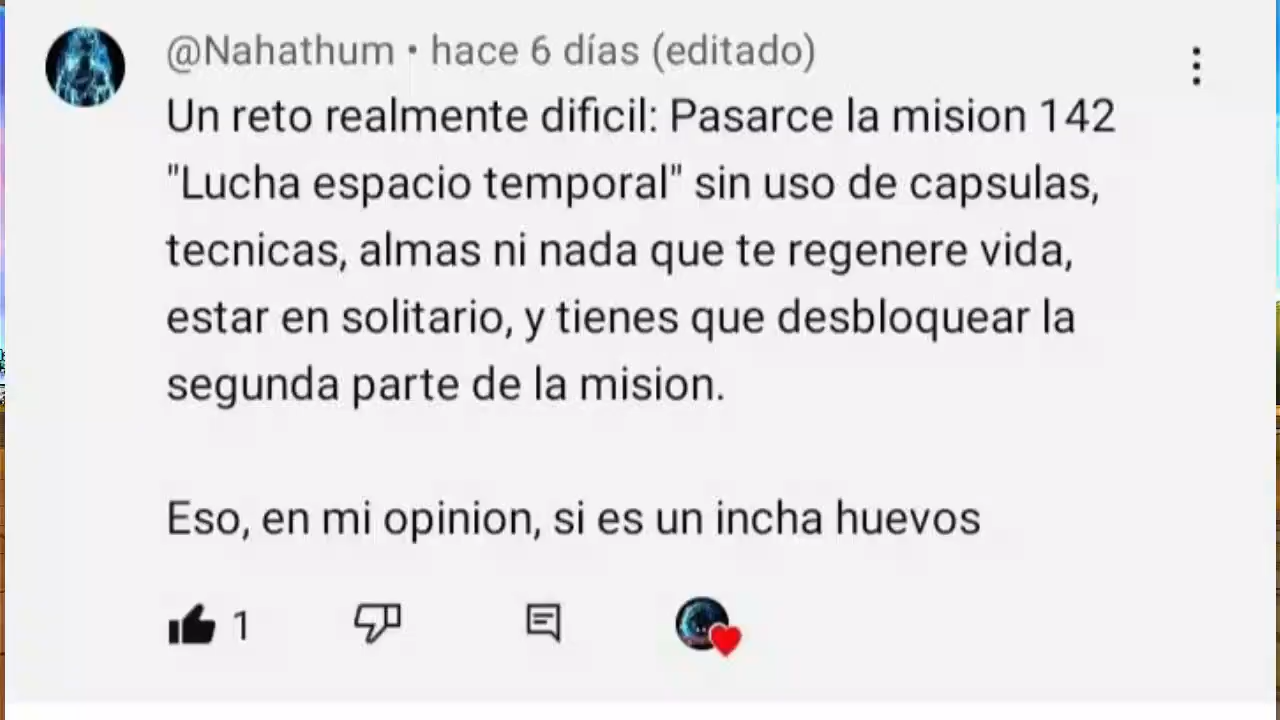 @Nahathum • hace 6 días (editado)
Un reto realmente dificil: Pasarce la mision 142
"Lucha espacio temporal" sin uso de capsulas,
tecnicas, almas ni nada que te regenere vida,
estar en solitario, y tienes que desbloquear la
segunda parte de la mision.
Eso, en mi opinion, si es un incha huevos
1